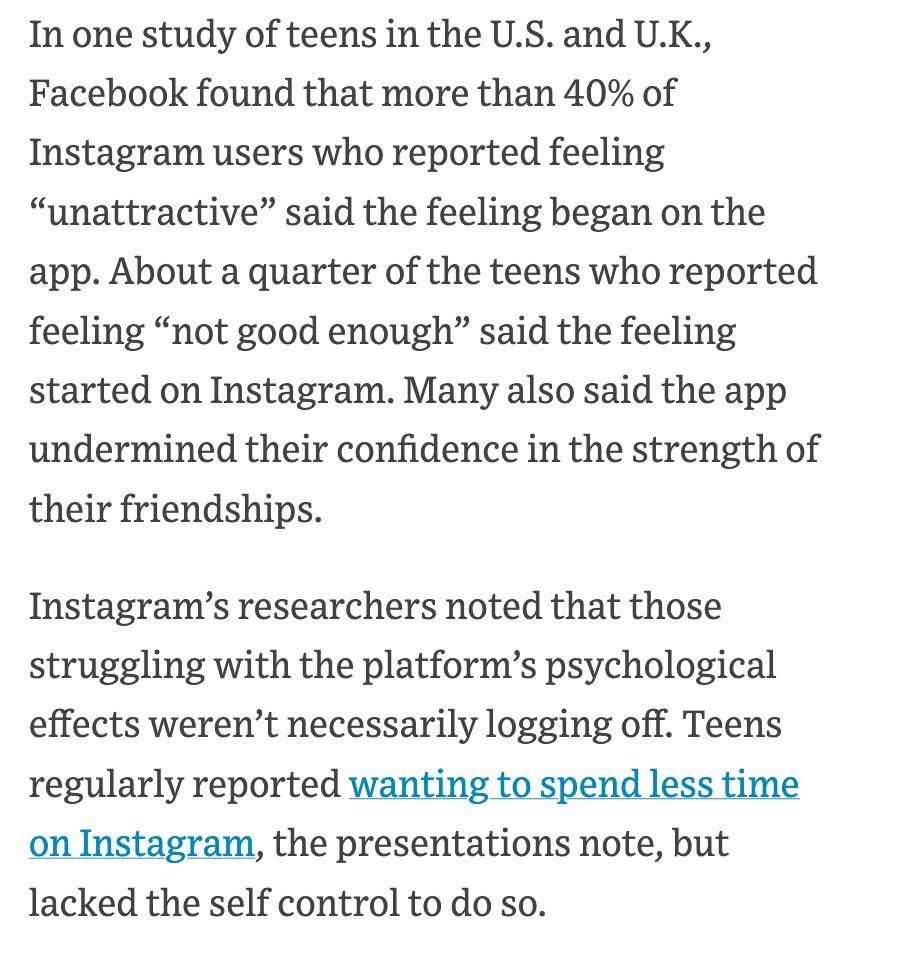 In one study of teens in the U.S. and U.K.,
Facebook found that more than 40% of
Instagram users who reported feeling
“unattractive” said the feeling began on the
app. About a quarter of the teens who reported
feeling “not good enough” said the feeling
started on Instagram. Many also said the app
undermined their confidence in the strength of
their friendships.
Instagram’s researchers noted that those
struggling with the platform’s psychological
effects weren’t necessarily logging off. Teens
regularly reported wanting to spend less time
on Instagram, the presentations note, but
lacked the self control to do so.